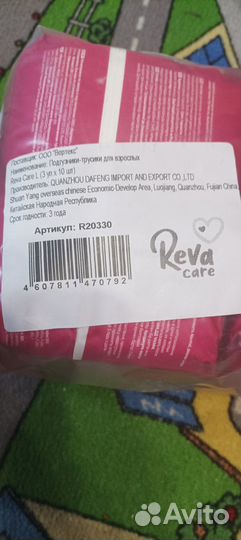 Поставщик: ООО "Вертекс"
Наименование: Подгузники-трусики для взрослых
Reva Care L (3 уп х 10 шт)
Производитель: QUANZHOU DAFENG IMPORT AND EXPORT CO.,LTD
Shuan Yang overseas chinese Economic-Develop Area, Luojiang, Quanzhou, Fujian China
Китайская Народная Республика
Срок годности: 3 года
Артикул: R20330
4 607811 470792
Reva
care
Avito